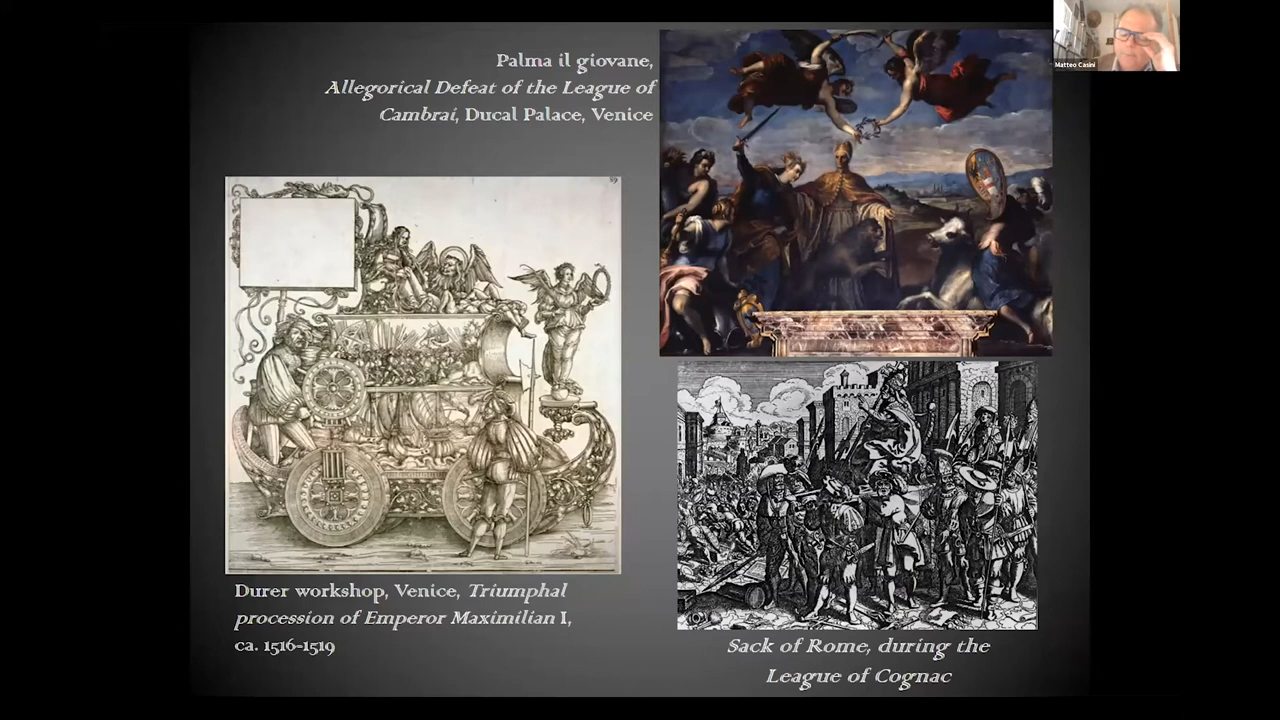 Palma il giovane,
Allegorical Defeat of the League of
Cambrai, Ducal Palace, Venice
Matteo Casini
Durer workshop, Venice, Triumphal
procession of Emperor Maximilian I,
ca. 1516-1519
Sack of Rome, during the
League of Cognac